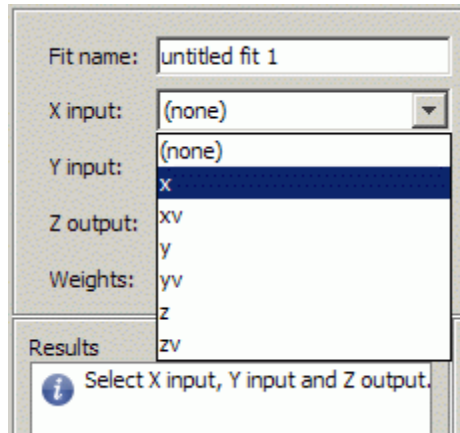 Fit name: untitled fit 1
X input: (none)
(none)
Y input:
x
xv
Z output:
y
Weights:
yv
z
zv
Results
Select X input, Y input and Z output.